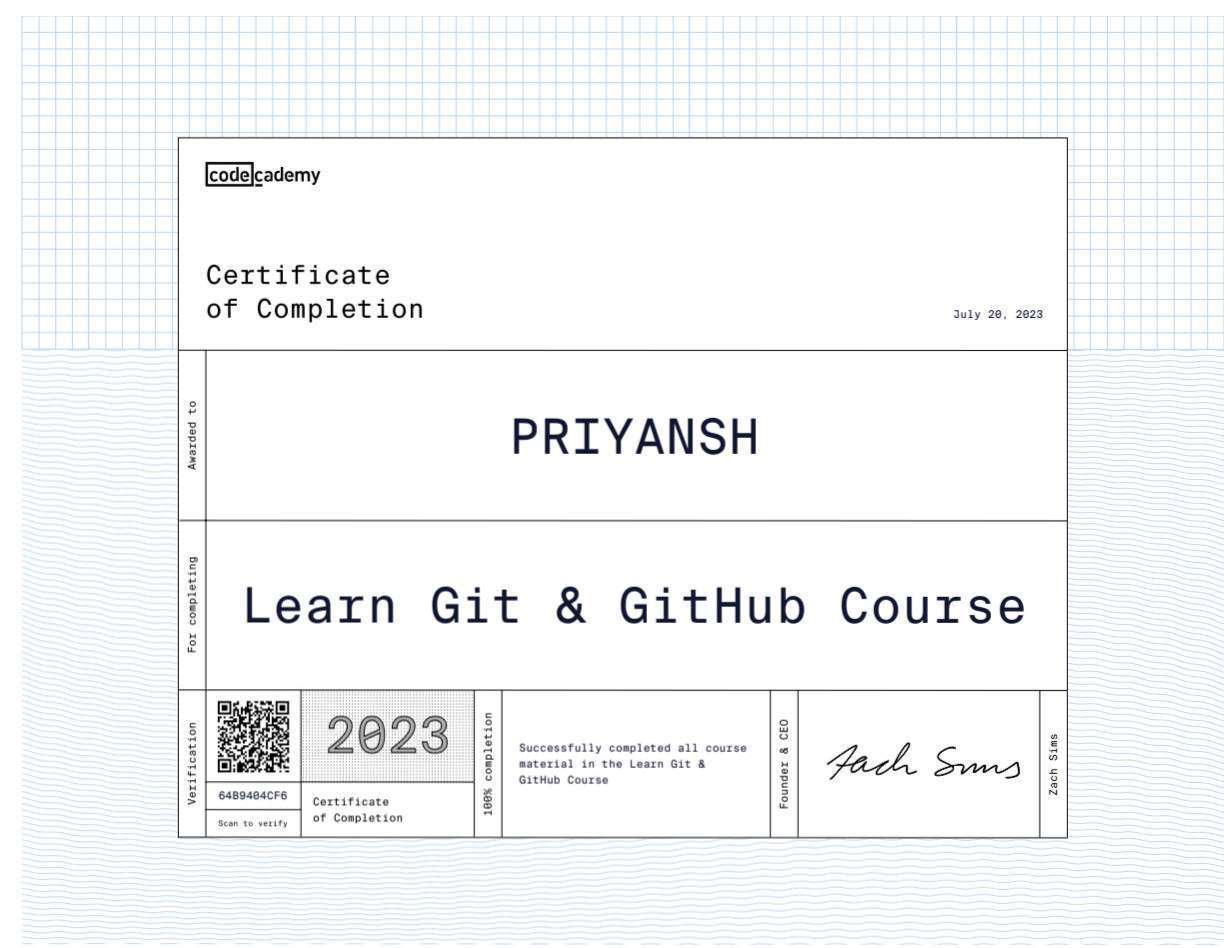 codecademy
Certificate
of Completion
July 20, 2023
Awarded to
PRIYANSH
For completing
Learn Git & GitHub Course
Verification
64B9404CF6
Scan to verify
2023
Certificate
of Completion
100% completion
Successfully completed all course
material in the Learn Git &
GitHub Course
Founder & CEO
Zach Sims
Zach Sims